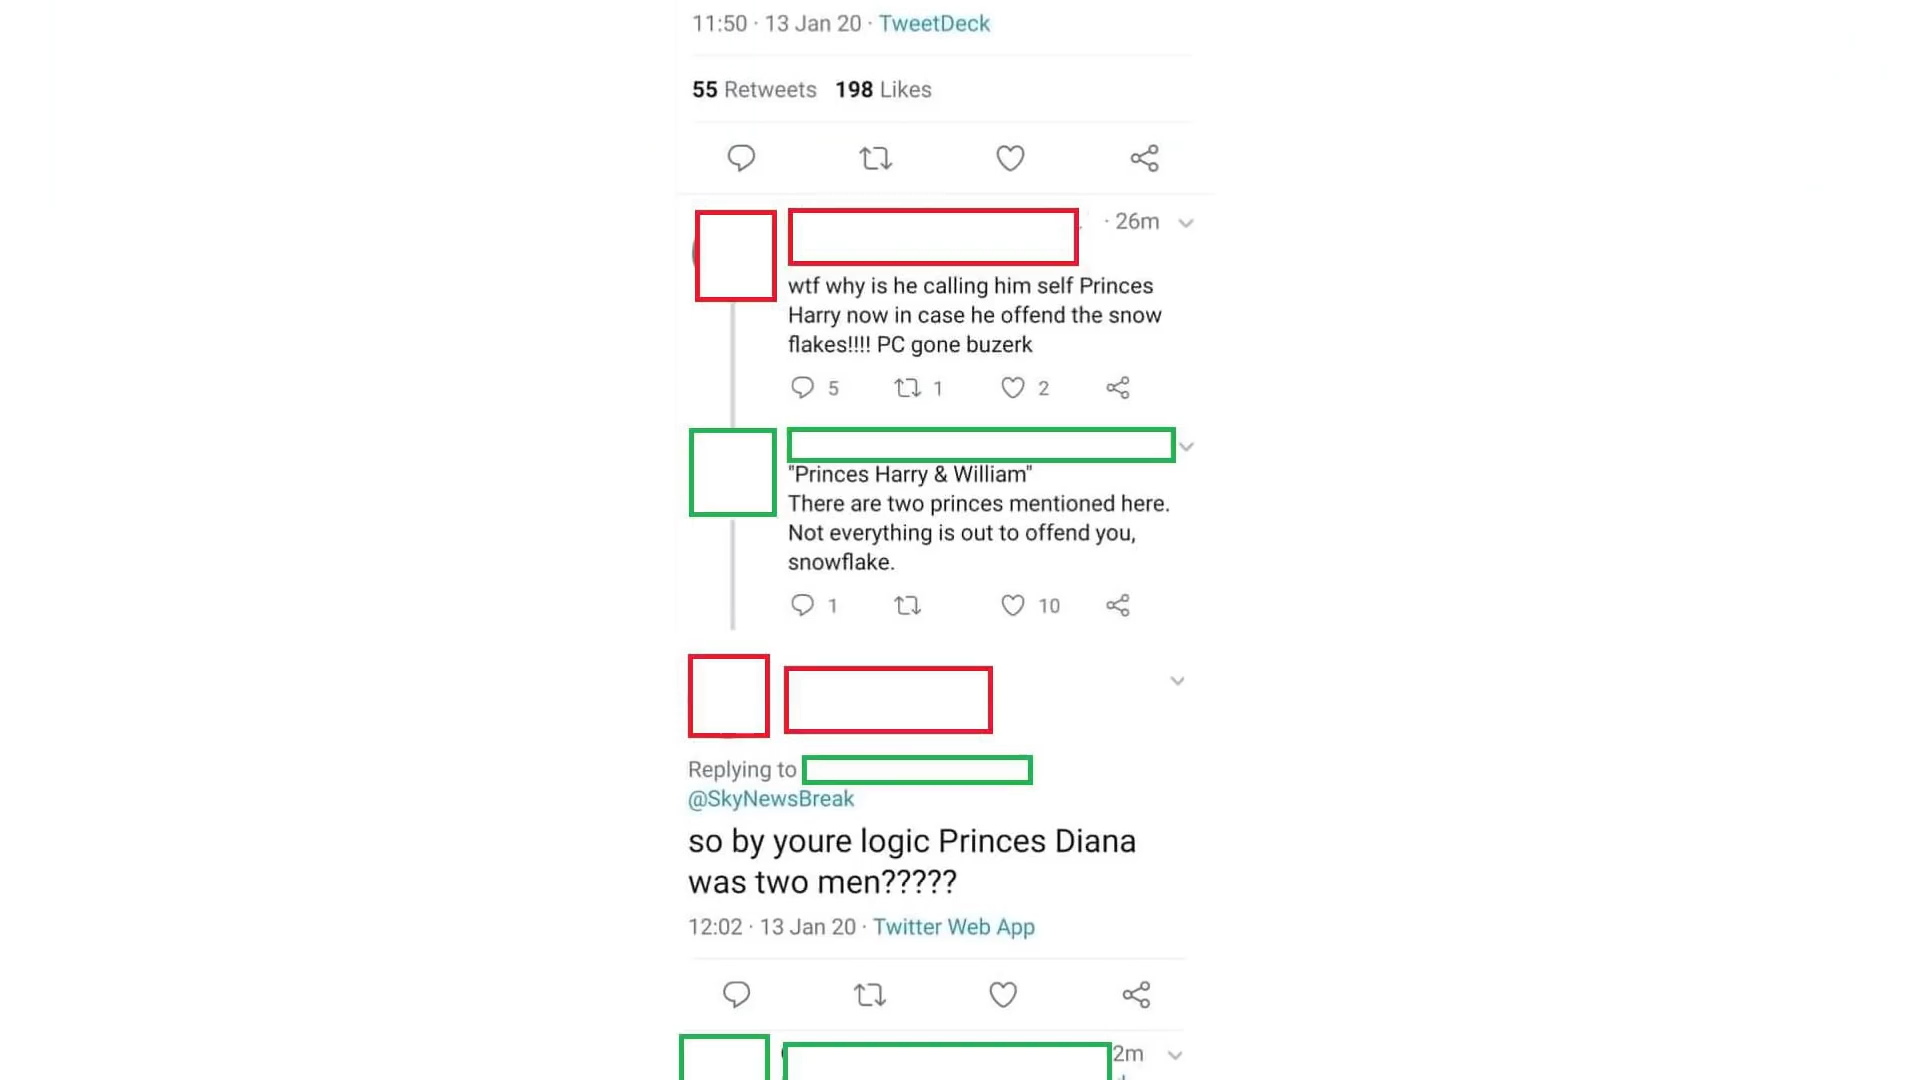 11:50 · 13 Jan 20 · TweetDeck
55 Retweets 198 Likes
· 26m
wtf why is he calling him self Princes
Harry now in case he offend the snow
flakes!!!! PC gone buzerk
5 1 2
"Princes Harry & William"
There are two princes mentioned here.
Not everything is out to offend you,
snowflake.
1 10
Replying to
@SkyNewsBreak
so by youre logic Princes Diana
was two men?????
12:02 · 13 Jan 20 · Twitter Web App
2m